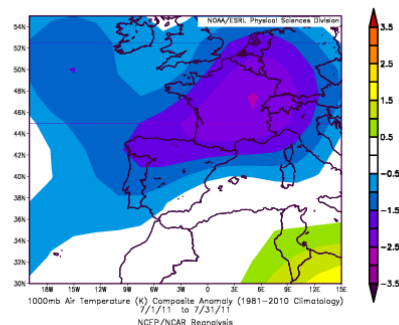 NOAA/ESRL Physical Sciences Division
54N
52N
50N
48N
46N
44N
42N
40N
38N
36N
34N
32N
30N
18W 15W 12W 9W 6W 3W 0 3E 6E 9E 12E 15E
3.5
2.5
1.5
0.5
-0.5
-1.5
-2.5
-3.5
1000mb Air Temperature (K) Composite Anomaly (1981-2010 Climatology)
7/1/11 to 7/31/11
NCEP/NCAR Reanalysis